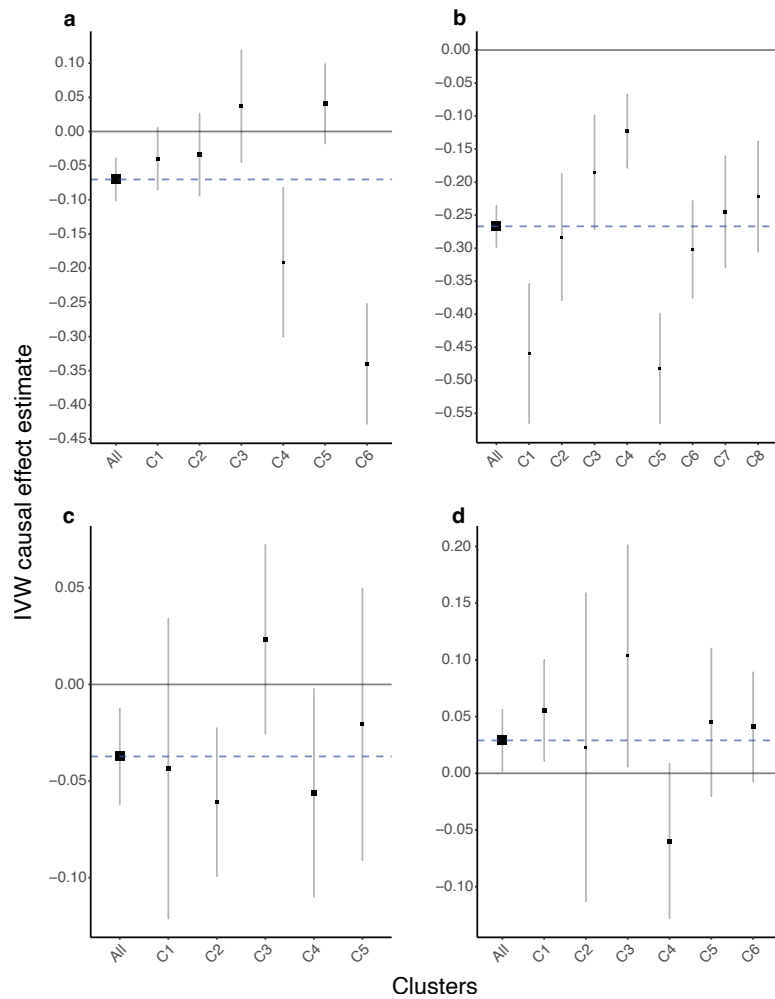 a
0.10
0.05
0.00
−0.05
−0.10
−0.15
−0.20
−0.25
−0.30
−0.35
−0.40
−0.45
All
C1
C2
C3
C4
C5
C6
b
0.00
−0.05
−0.10
−0.15
−0.20
−0.25
−0.30
−0.35
−0.40
−0.45
−0.50
−0.55
All
C1
C2
C3
C4
C5
C6
C7
C8
IVW causal effect estimate
c
0.05
0.00
−0.05
−0.10
All
C1
C2
C3
C4
C5
d
0.20
0.15
0.10
0.05
0.00
−0.05
−0.10
All
C1
C2
C3
C4
C5
C6
Clusters